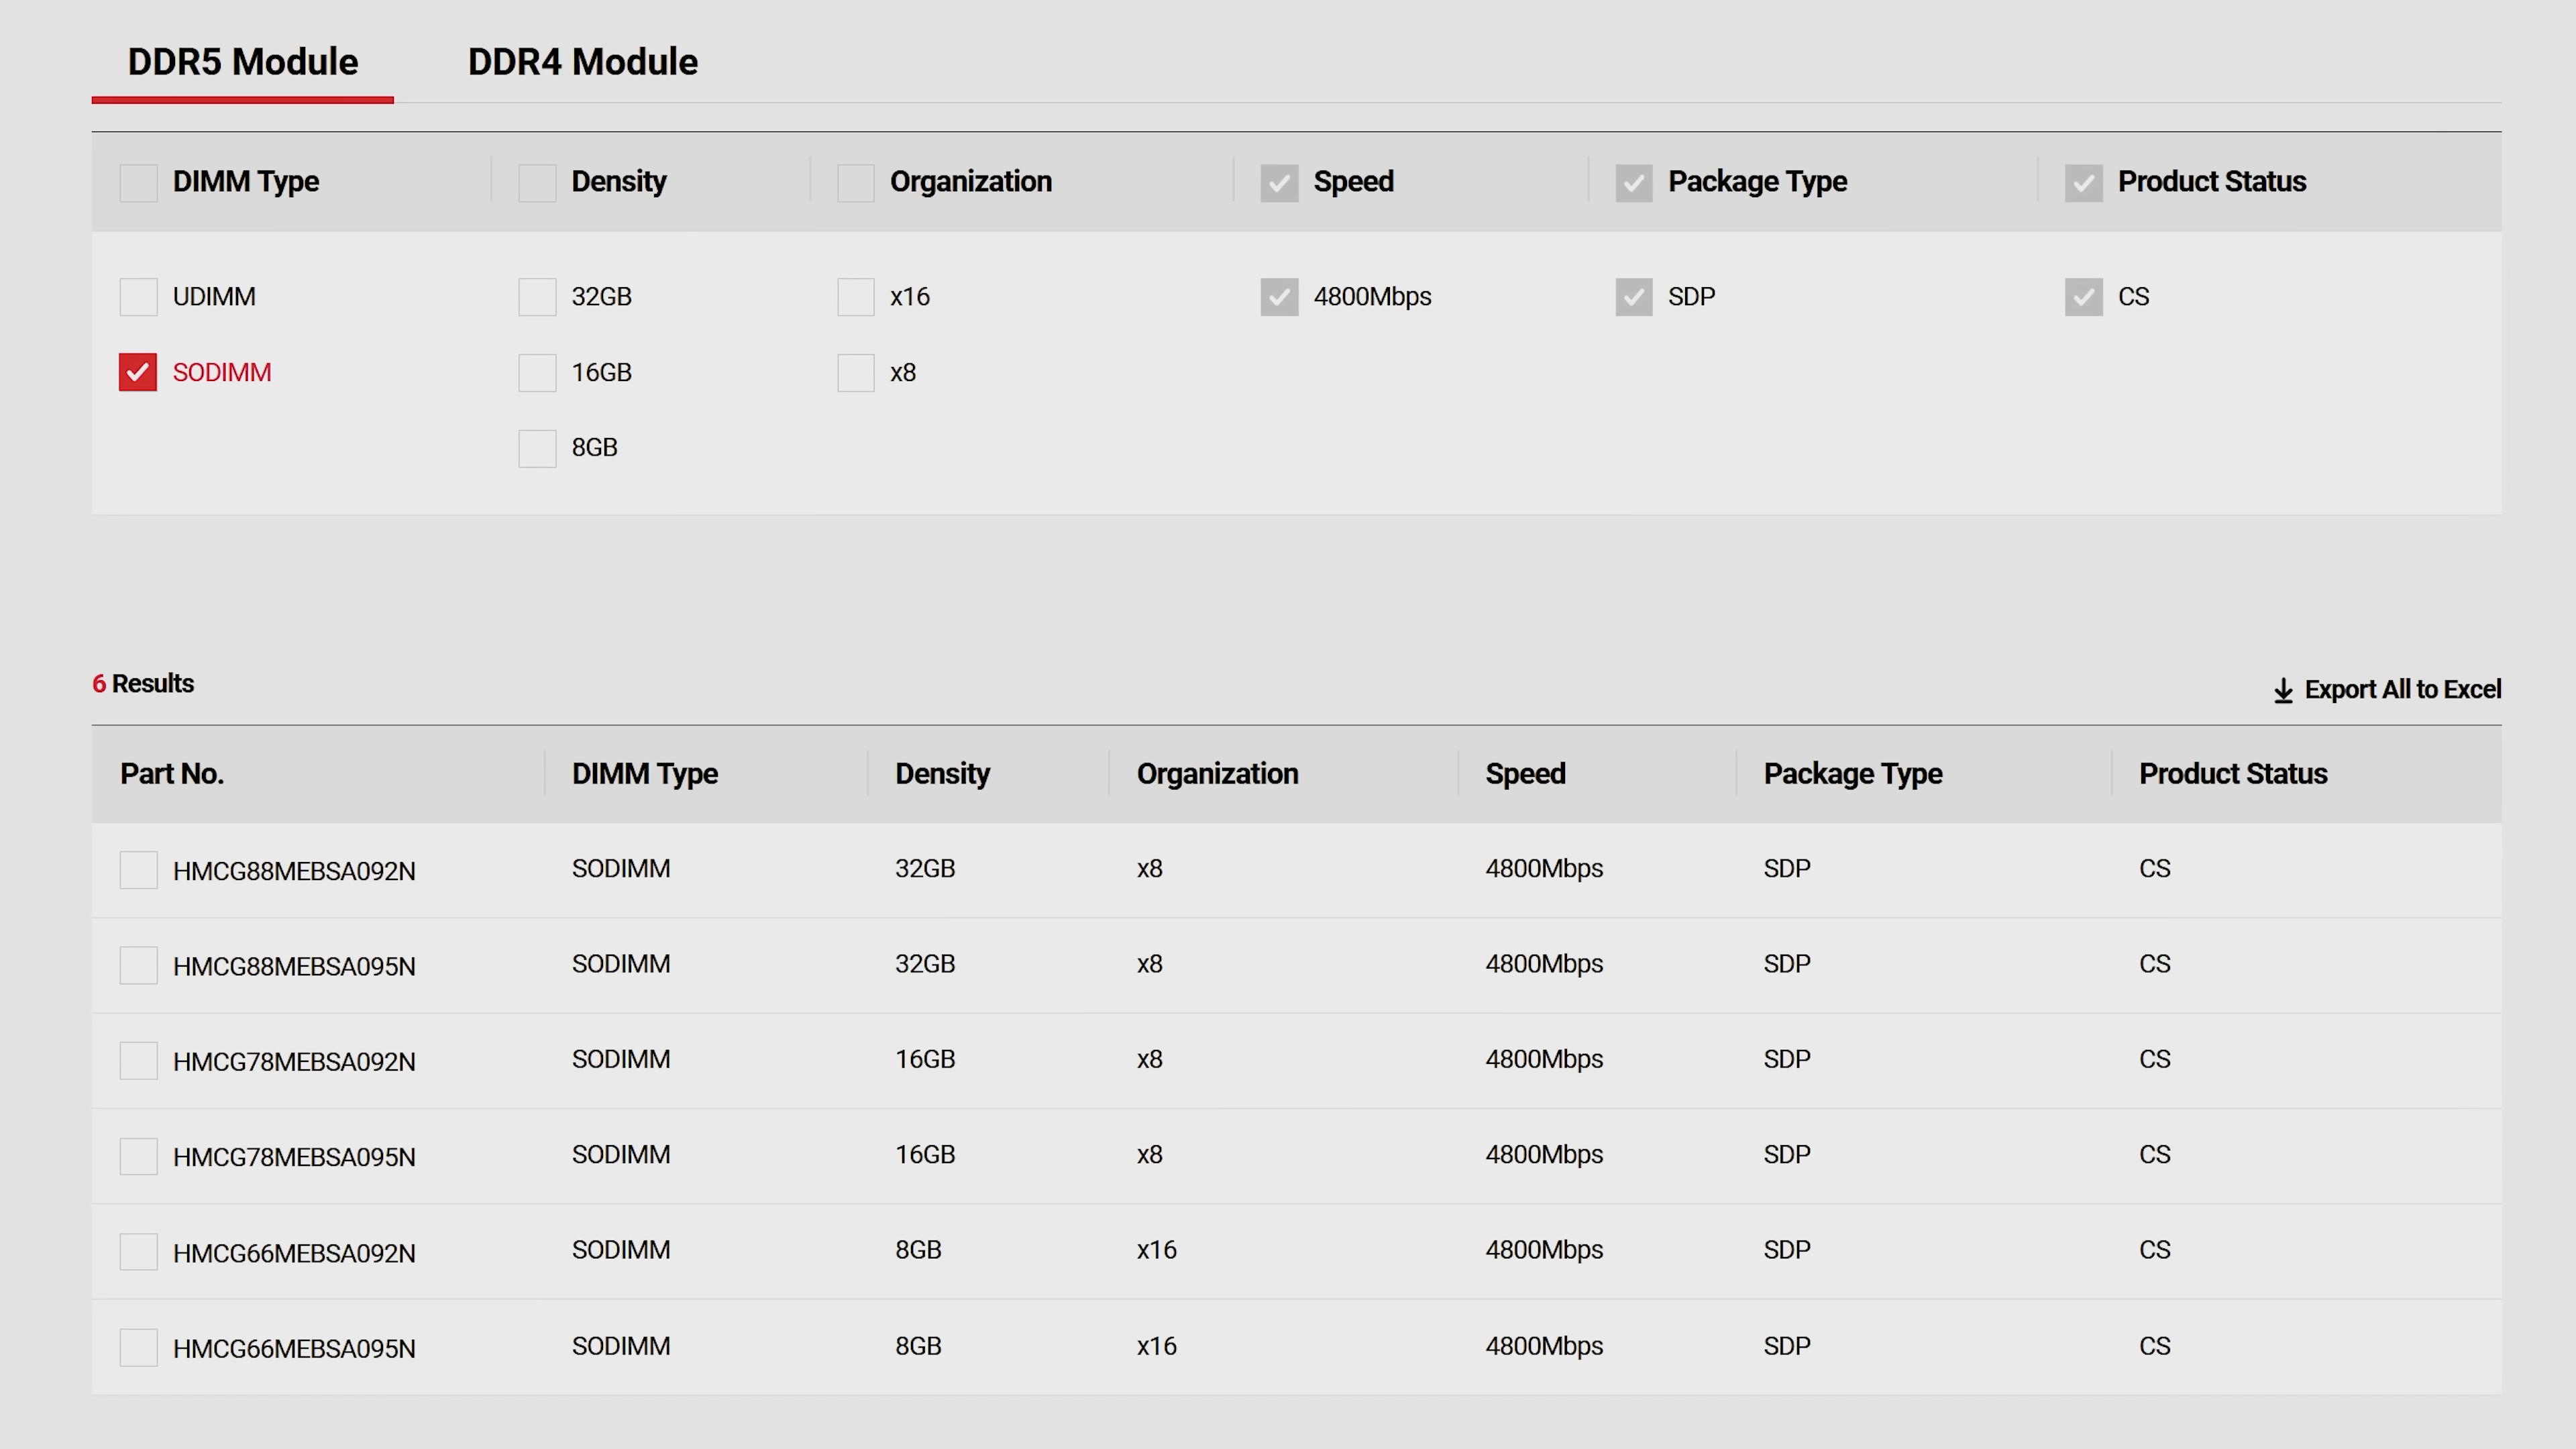 DDR5 Module DDR4 Module
DIMM Type Density Organization Speed Package Type Product Status
UDIMM 32GB x16 4800Mbps SDP CS
SODIMM 16GB x8
8GB
6 Results
Export All to Excel
Part No. DIMM Type Density Organization Speed Package Type Product Status
HMCG88MEBSA092N SODIMM 32GB x8 4800Mbps SDP CS
HMCG88MEBSA095N SODIMM 32GB x8 4800Mbps SDP CS
HMCG78MEBSA092N SODIMM 16GB x8 4800Mbps SDP CS
HMCG78MEBSA095N SODIMM 16GB x8 4800Mbps SDP CS
HMCG66MEBSA092N SODIMM 8GB x16 4800Mbps SDP CS
HMCG66MEBSA095N SODIMM 8GB x16 4800Mbps SDP CS